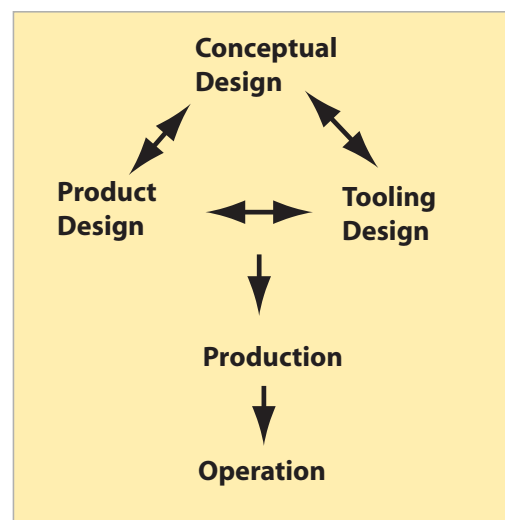 Conceptual
Design
Product
Design
Tooling
Design
Production
Operation